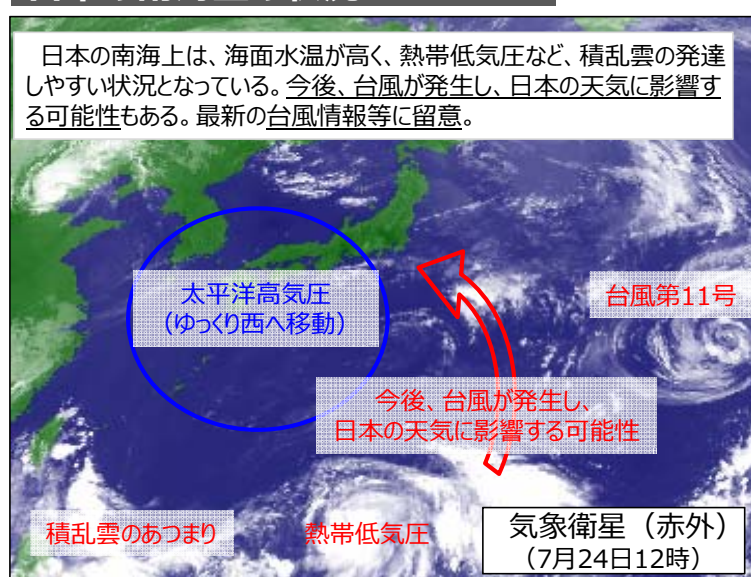 日本の南海上は、海面水温が高く、熱帯低気圧など、積乱雲の発達
しやすい状況となっている。今後、台風が発生し、日本の天気に影響す
る可能性もある。最新の台風情報等に留意。
太平洋高気圧
（ゆっくり西へ移動）
台風第11号
今後、台風が発生し、
日本の天気に影響する可能性
積乱雲のあつまり
熱帯低気圧
気象衛星（赤外）
（7月24日12時）